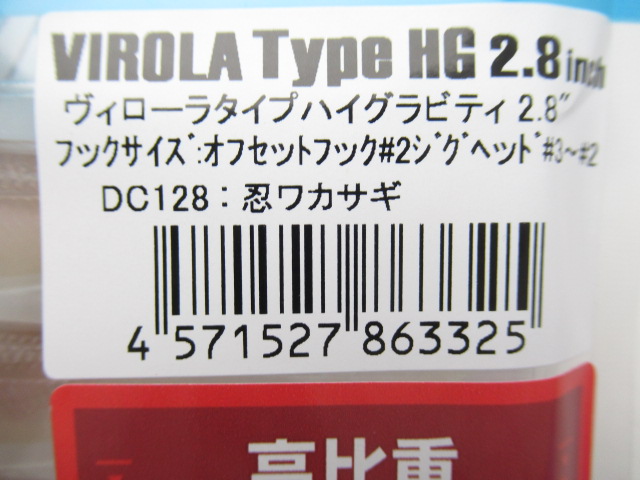 VIROLA Type HG 2.8 inch
ヴィローラタイプハイグラビティ 2.8″
フックサイズ:オフセットフック#2ジグヘッド#3~#2
DC128：忍ワカサギ
4 571527 863325
高比重